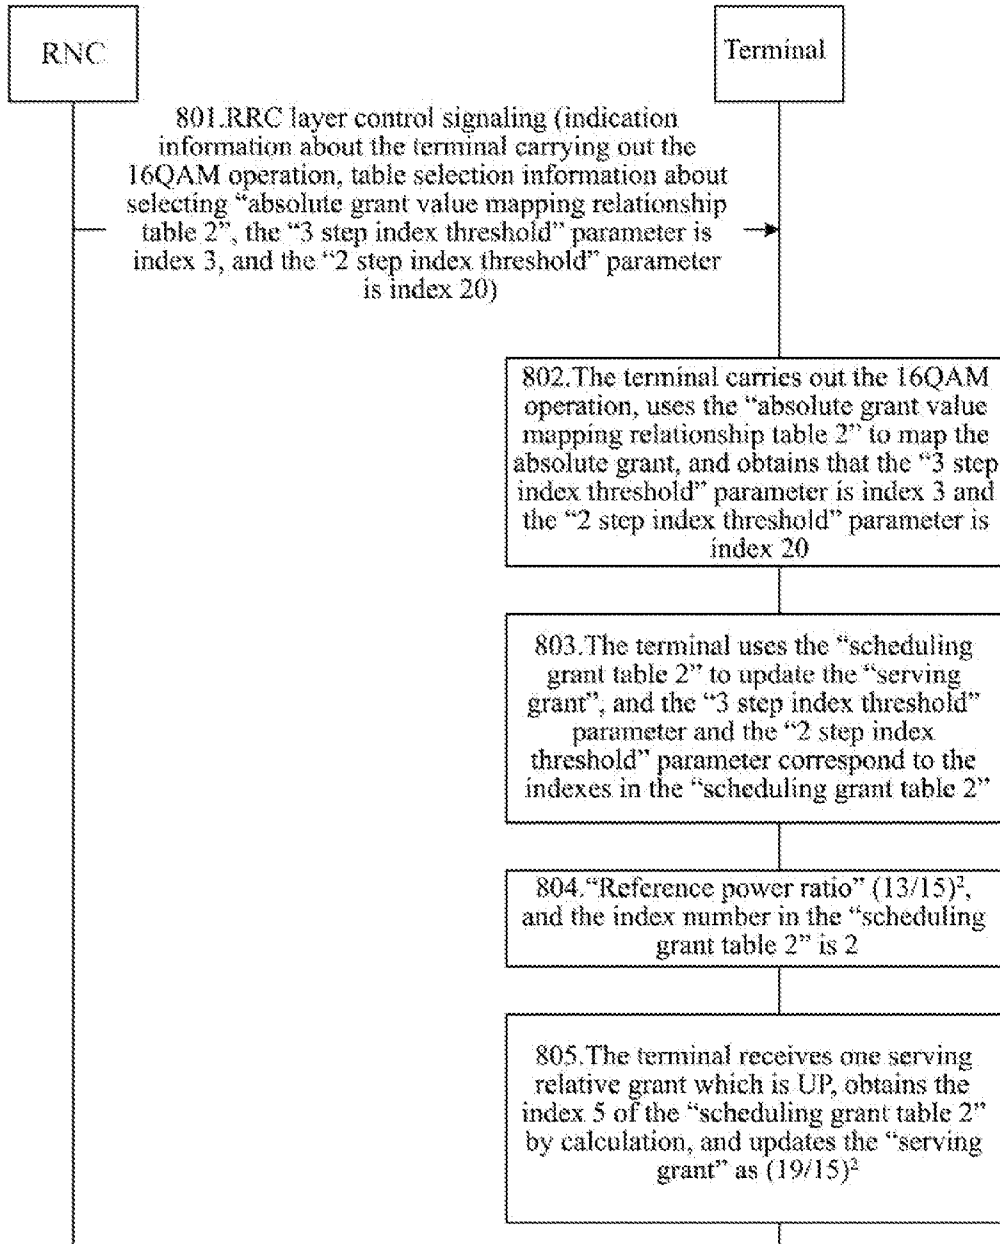 RNC
Terminal
801.RRC layer control signaling (indication
information about the terminal carrying out the
16QAM operation, table selection information about
selecting “absolute grant value mapping relationship
table 2”, the “3 step index threshold” parameter is
index 3, and the “2 step index threshold” parameter
is index 20)
802.The terminal carries out the 16QAM
operation, uses the “absolute grant value
mapping relationship table 2” to map the
absolute grant, and obtains that the “3 step
index threshold” parameter is index 3 and
the “2 step index threshold” parameter is
index 20
803.The terminal uses the “scheduling
grant table 2” to update the “serving
grant”, and the “3 step index threshold”
parameter and the “2 step index
threshold” parameter correspond to the
indexes in the “scheduling grant table 2”
804.“Reference power ratio” (13/15)²,
and the index number in the “scheduling
grant table 2” is 2
805.The terminal receives one serving
relative grant which is UP, obtains the
index 5 of the “scheduling grant table 2”
by calculation, and updates the “serving
grant” as (19/15)²